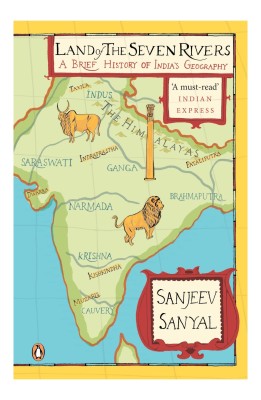 LAND of THE SEVEN RIVERS
A BRIEF HISTORY OF INDIA'S GEOGRAPHY
'A must-read'
INDIAN
EXPRESS
TAXILA
INDUS
THE HIMALAYAS
INDRAPRASTHA
PATALIPUTRA
SARASWATI
GANGA
BRAHMAPUTRA
NARMADA
KRISHNA
KISHKINDHA
MUZIRIS
CAUVERY
SANJEEV
SANYAL